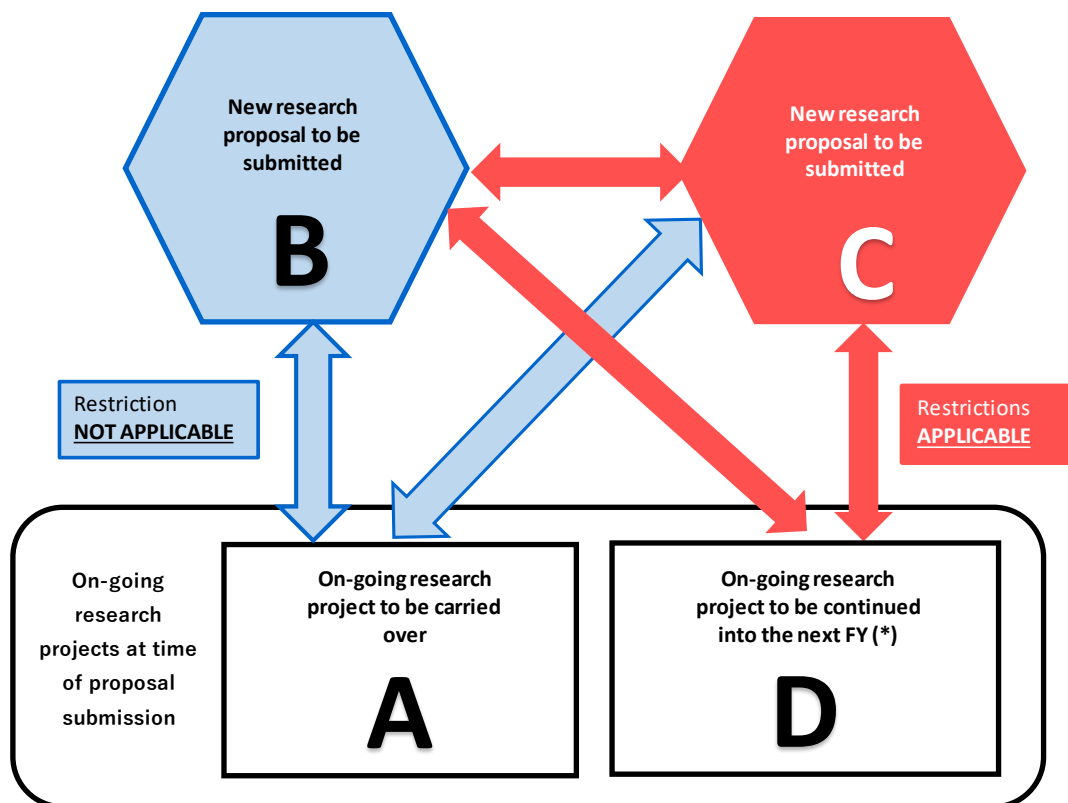 New research
proposal to be
submitted
B
New research
proposal to be
submitted
C
Restriction
NOT APPLICABLE
Restrictions
APPLICABLE
On-going
research
projects at time
of proposal
submission
On-going research
project to be carried
over
A
On-going research
project to be continued
into the next FY (*)
D